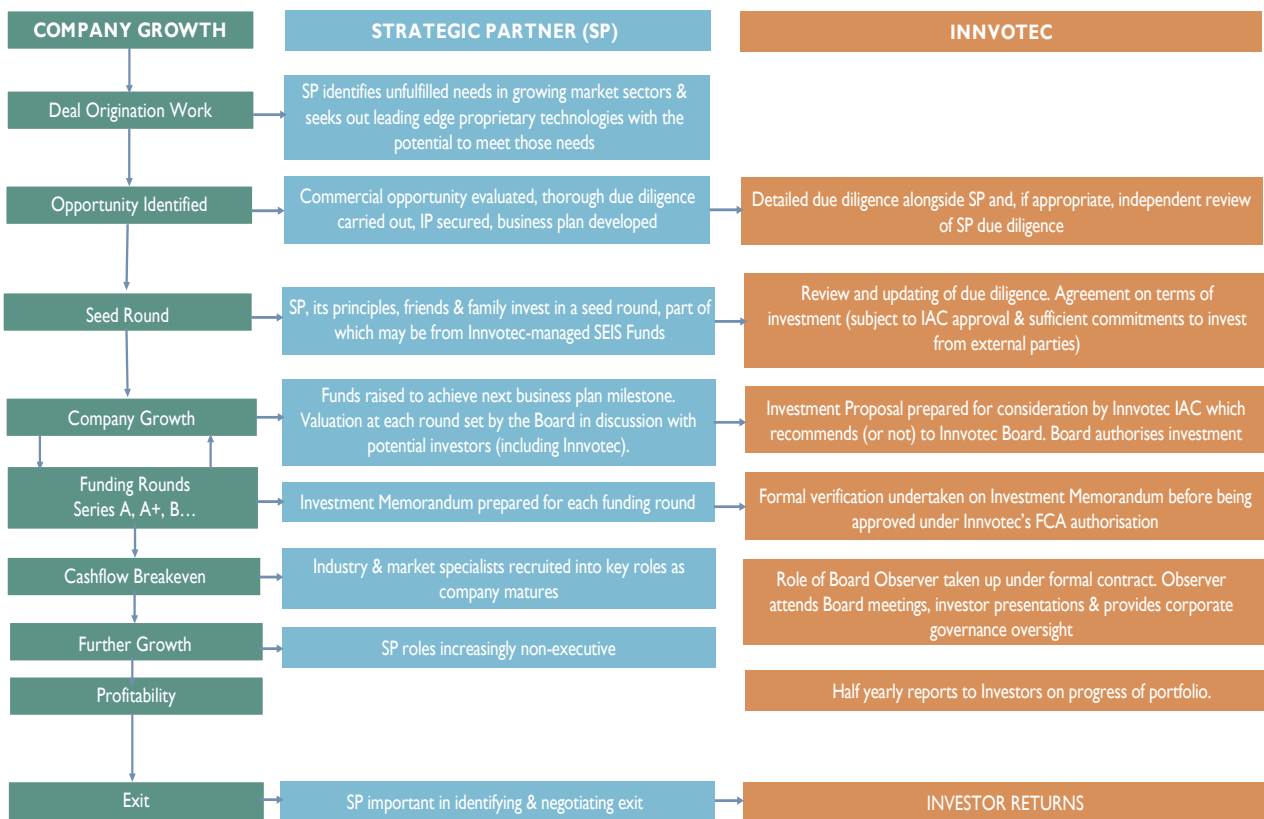 COMPANY GROWTH
STRATEGIC PARTNER (SP)
INNVOTEC
Deal Origination Work
SP identifies unfulfilled needs in growing market sectors &
seeks out leading edge proprietary technologies with the
potential to meet those needs
Opportunity Identified
Commercial opportunity evaluated, thorough due diligence
carried out, IP secured, business plan developed
Detailed due diligence alongside SP and, if appropriate, independent review
of SP due diligence
Seed Round
SP, its principles, friends & family invest in a seed round, part of
which may be from Innvotec-managed SEIS Funds
Review and updating of due diligence. Agreement on terms of
investment (subject to IAC approval & sufficient commitments to invest
from external parties)
Company Growth
Funds raised to achieve next business plan milestone.
Valuation at each round set by the Board in discussion with
potential investors (including Innvotec).
Investment Proposal prepared for consideration by Innvotec IAC which
recommends (or not) to Innvotec Board. Board authorises investment
Funding Rounds
Series A, A+, B...
Investment Memorandum prepared for each funding round
Formal verification undertaken on Investment Memorandum before being
approved under Innvotec's FCA authorisation
Cashflow Breakeven
Industry & market specialists recruited into key roles as
company matures
Role of Board Observer taken up under formal contract. Observer
attends Board meetings, investor presentations & provides corporate
governance oversight
Further Growth
SP roles increasingly non-executive
Profitability
Half yearly reports to Investors on progress of portfolio.
Exit
SP important in identifying & negotiating exit
INVESTOR RETURNS